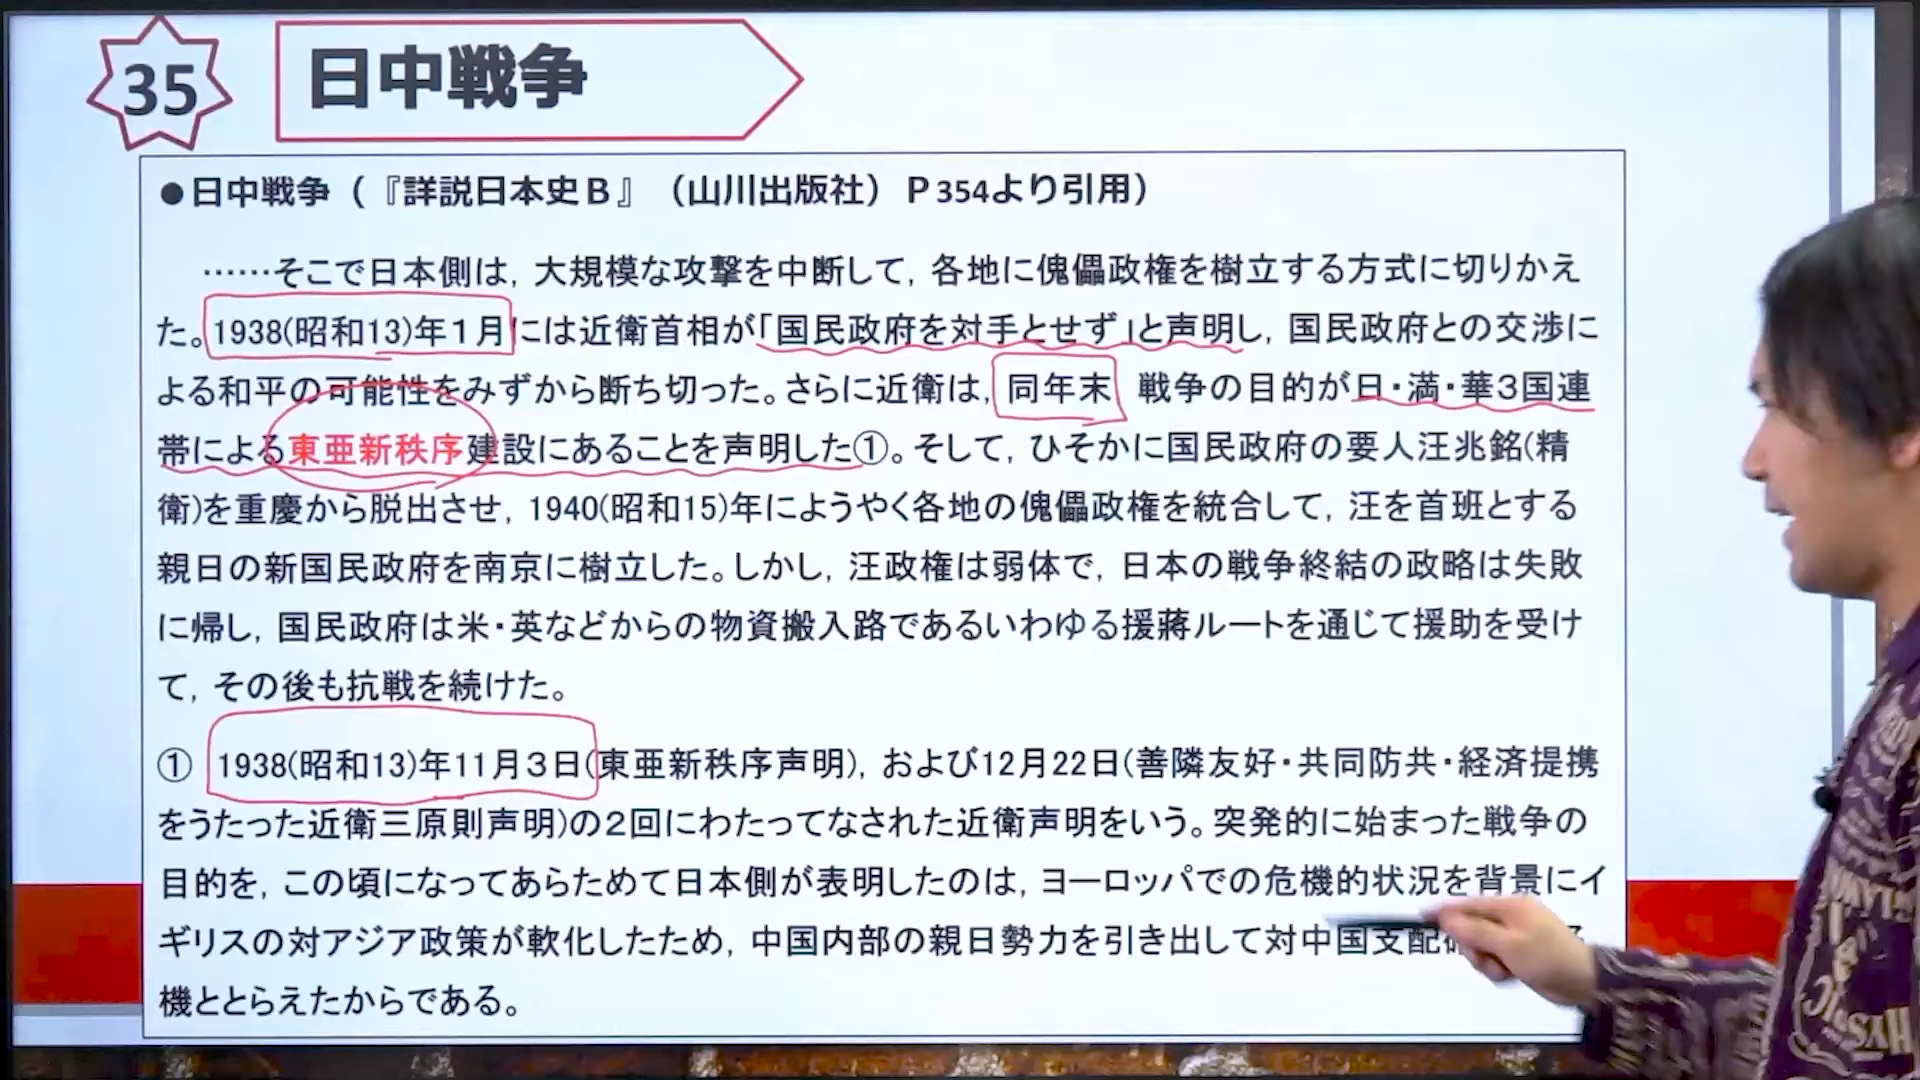 35
日中戦争
●日中戦争（『詳説日本史B』（山川出版社）P354より引用）
……そこで日本側は，大規模な攻撃を中断して，各地に傀儡政権を樹立する方式に切りかえ
た。1938(昭和13)年1月には近衛首相が「国民政府を対手とせず」と声明し，国民政府との交渉に
よる和平の可能性をみずから断ち切った。さらに近衛は，同年末 戦争の目的が日・満・華3国連
帯による東亜新秩序建設にあることを声明した①。そして，ひそかに国民政府の要人汪兆銘(精
衛)を重慶から脱出させ，1940(昭和15)年にようやく各地の傀儡政権を統合して，汪を首班とする
親日の新国民政府を南京に樹立した。しかし，汪政権は弱体で，日本の戦争終結の政略は失敗
に帰し，国民政府は米・英などからの物資搬入路であるいわゆる援蔣ルートを通じて援助を受け
て，その後も抗戦を続けた。
① 1938(昭和13)年11月3日(東亜新秩序声明)，および12月22日(善隣友好・共同防共・経済提携
をうたった近衛三原則声明)の2回にわたってなされた近衛声明をいう。突発的に始まった戦争の
目的を，この頃になってあらためて日本側が表明したのは，ヨーロッパでの危機的状況を背景にイ
ギリスの対アジア政策が軟化したため，中国内部の親日勢力を引き出して対中国支配
機ととらえたからである。